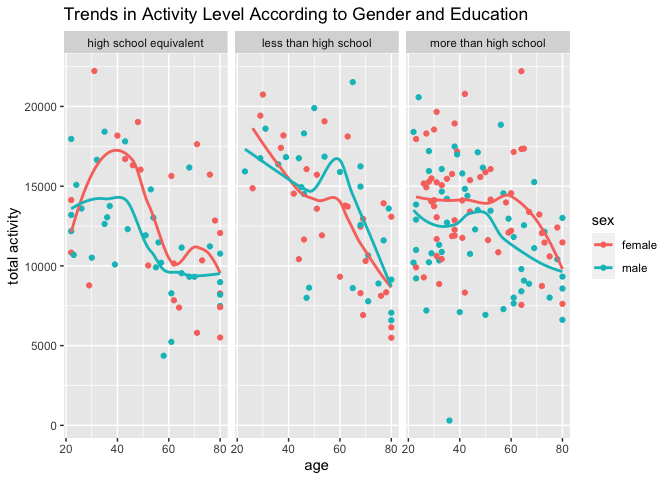 Trends in Activity Level According to Gender and Education
high school equivalent
less than high school
more than high school
20000
15000
10000
5000
0
total activity
20 40 60 80 20 40 60 80 20 40 60 80
age
sex
female
male